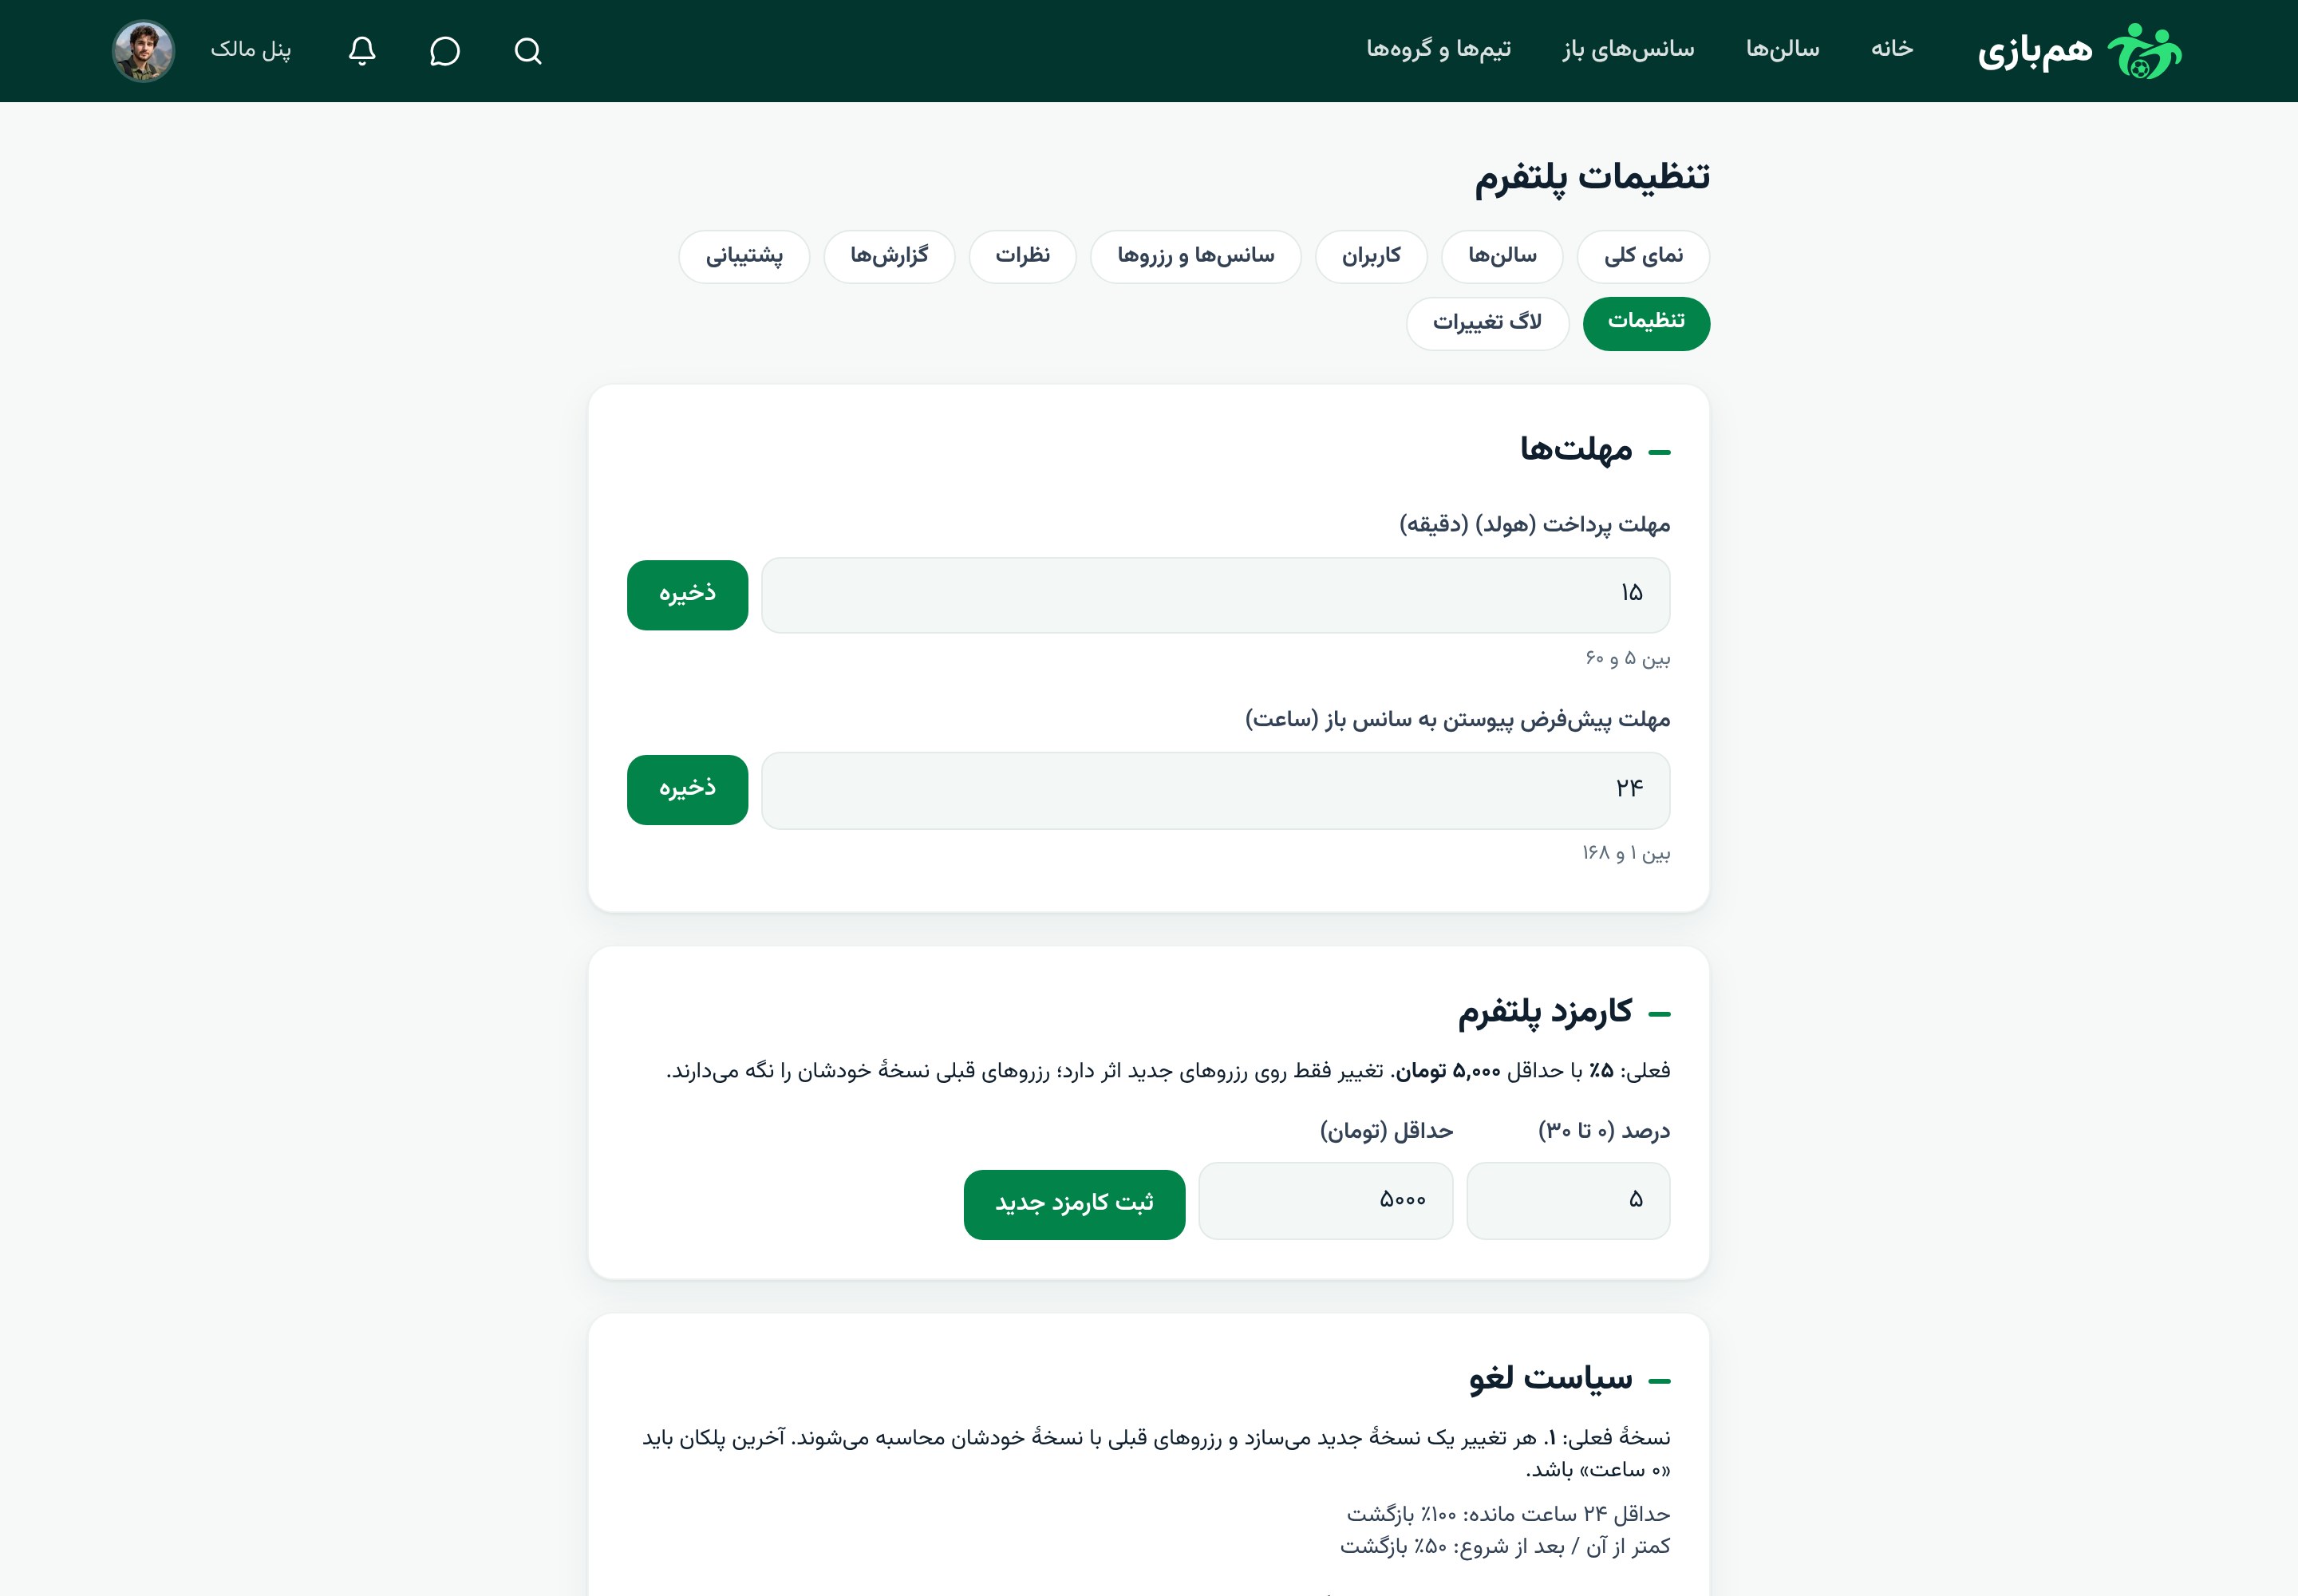 هم‌بازی
خانه
سالن‌ها
سانس‌های باز
تیم‌ها و گروه‌ها
پنل مالک
تنظیمات پلتفرم
نمای کلی
سالن‌ها
کاربران
سانس‌ها و رزروها
نظرات
گزارش‌ها
پشتیبانی
تنظیمات
لاگ تغییرات
مهلت‌ها
مهلت پرداخت (هولد) (دقیقه)
۱۵
ذخیره
بین ۵ و ۶۰
مهلت پیش‌فرض پیوستن به سانس باز (ساعت)
۲۴
ذخیره
بین ۱ و ۱۶۸
کارمزد پلتفرم
فعلی: ۵٪ با حداقل ۵,۰۰۰ تومان. تغییر فقط روی رزروهای جدید اثر دارد؛ رزروهای قبلی نسخهٔ خودشان را نگه می‌دارند.
درصد (۰ تا ۳۰)
حداقل (تومان)
۵
۵۰۰۰
ثبت کارمزد جدید
سیاست لغو
نسخهٔ فعلی: ۱. هر تغییر یک نسخهٔ جدید می‌سازد و رزروهای قبلی با نسخهٔ خودشان محاسبه می‌شوند. آخرین پلکان باید
«۰ ساعت» باشد.
حداقل ۲۴ ساعت مانده: ۱۰۰٪ بازگشت
کمتر از آن / بعد از شروع: ۵۰٪ بازگشت